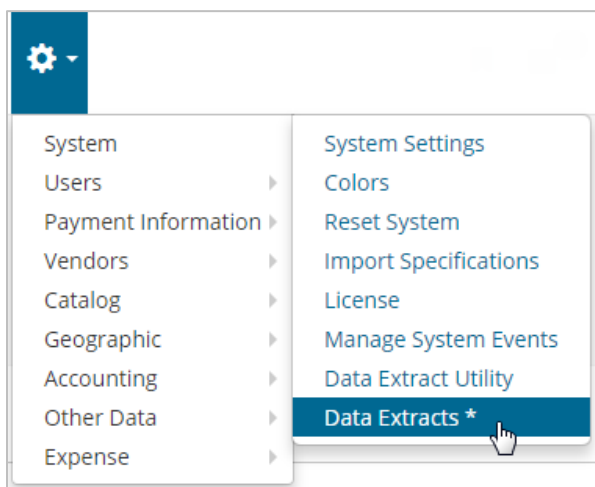 System
Users
Payment Information
Vendors
Catalog
Geographic
Accounting
Other Data
Expense
System Settings
Colors
Reset System
Import Specifications
License
Manage System Events
Data Extract Utility
Data Extracts *